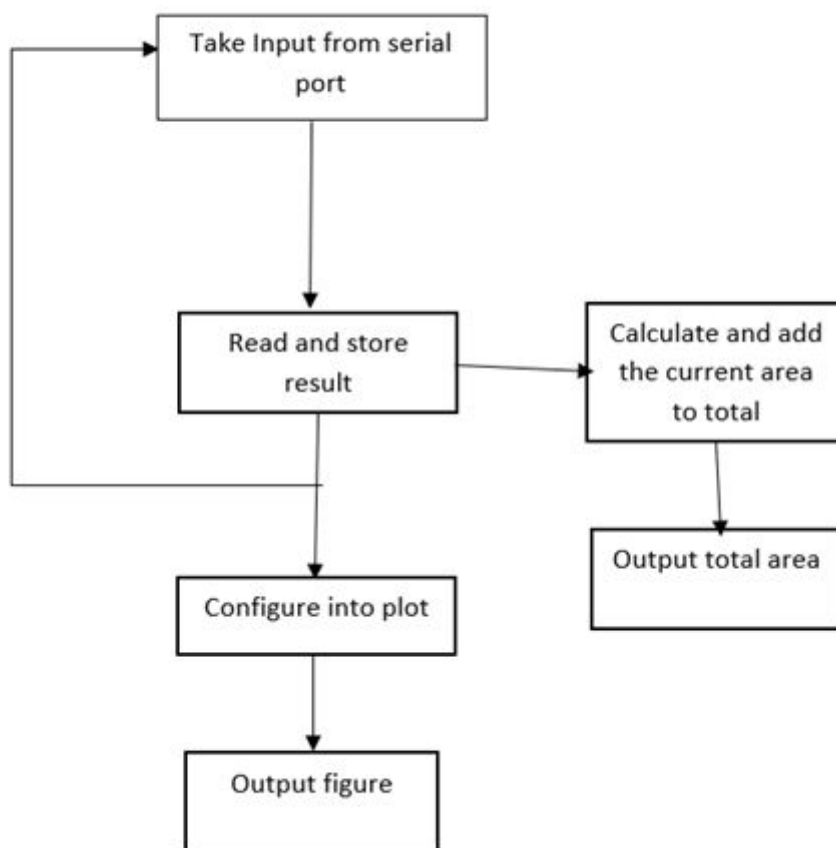 Take Input from serial
port
Read and store
result
Calculate and add
the current area
to total
Output total area
Configure into plot
Output figure